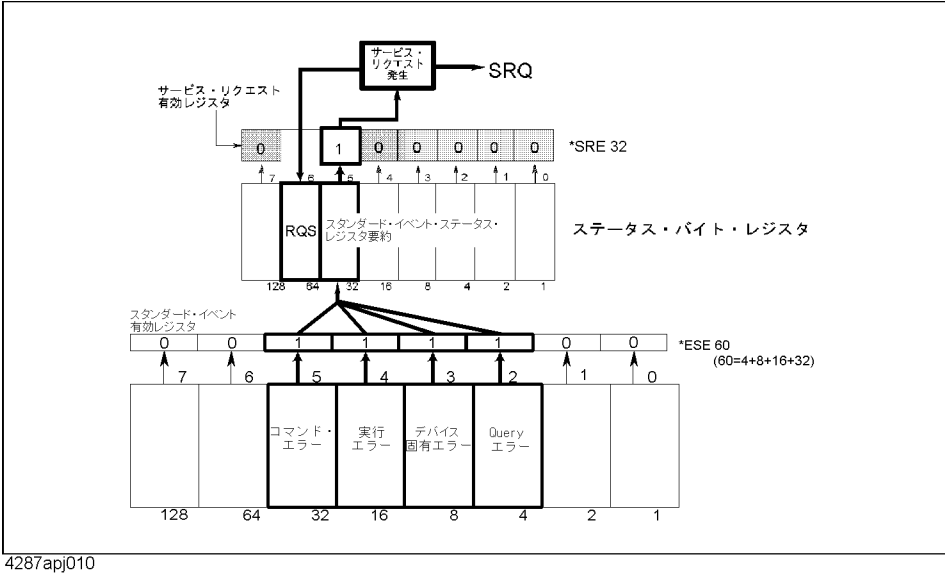 サービス・
リクエスト
発生
SRQ
サービス・リクエスト
有効レジスタ
0 1 0 0 0 0 0
*SRE 32
7 6 5 4 3 2 1 0
RQS
スタンダード・イベント・ステータス・
レジスタ要約
ステータス・バイト・レジスタ
128 64 32 16 8 4 2 1
スタンダード・イベント
有効レジスタ
0 0 1 1 1 1 0 0
*ESE 60
(60=4+8+16+32)
7 6 5 4 3 2 1 0
コマンド・
エラー
実行
エラー
デバイス
固有エラー
Query
エラー
128 64 32 16 8 4 2 1
4287apj010